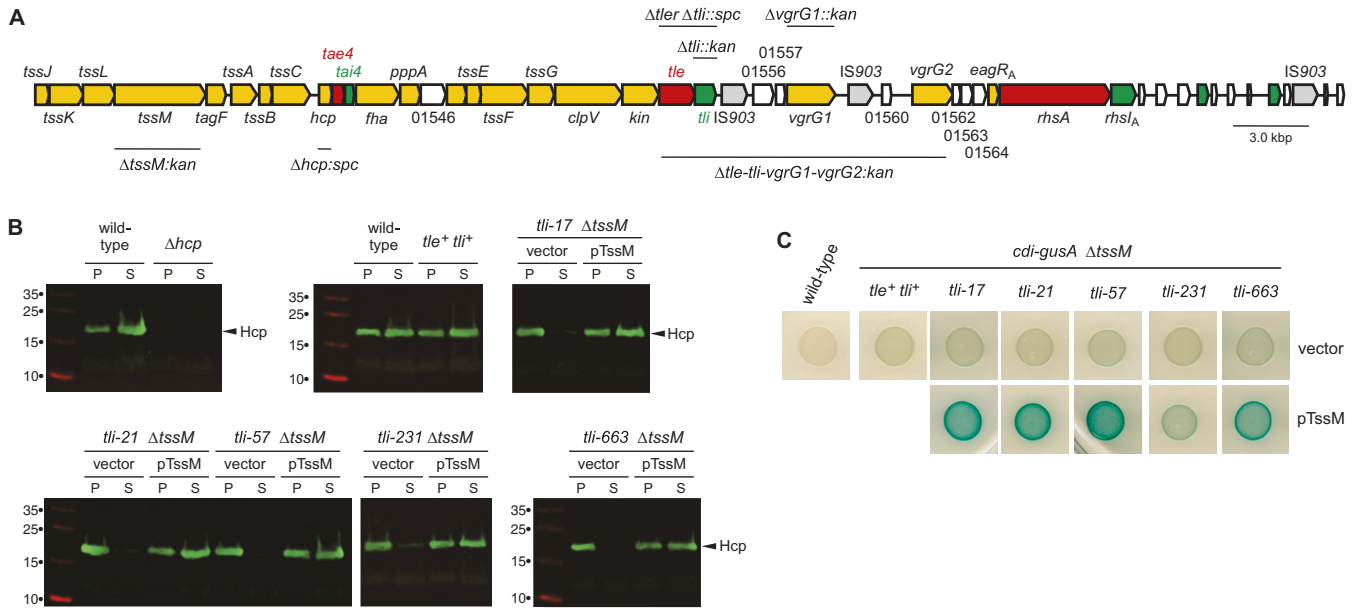 A
Δtler Δtli::spc
ΔvgrG1::kan
Δtli::kan
01557
tae4
01556
tssJ tssL tssA tssC tai4 pppA tssE tssG tle IS903 vgrG2 eagRA IS903
tssK tssM tagF tssB hcp fha 01546 tssF clpV kin tli IS903 vgrG1 01560 01562 rhsA rhsIA
01563
01564
3.0 kbp
ΔtssM:kan
Δhcp:spc
Δtle-tli-vgrG1-vgrG2:kan
B
wild-type Δhcp
P S P S
35•
25•
15•
10•
Hcp
wild-type tle+ tli+
P S P S
35•
25•
15•
10•
tli-17 ΔtssM
vector pTssM
P S P S
Hcp
tli-21 ΔtssM tli-57 ΔtssM
vector pTssM vector pTssM
P S P S P S P S
35•
25•
15•
10•
tli-231 ΔtssM
vector pTssM
P S P S
tli-663 ΔtssM
vector pTssM
P S P S
35•
25•
15•
10•
Hcp
C
wild-type
cdi-gusA ΔtssM
tle+ tli+ tli-17 tli-21 tli-57 tli-231 tli-663
vector
pTssM